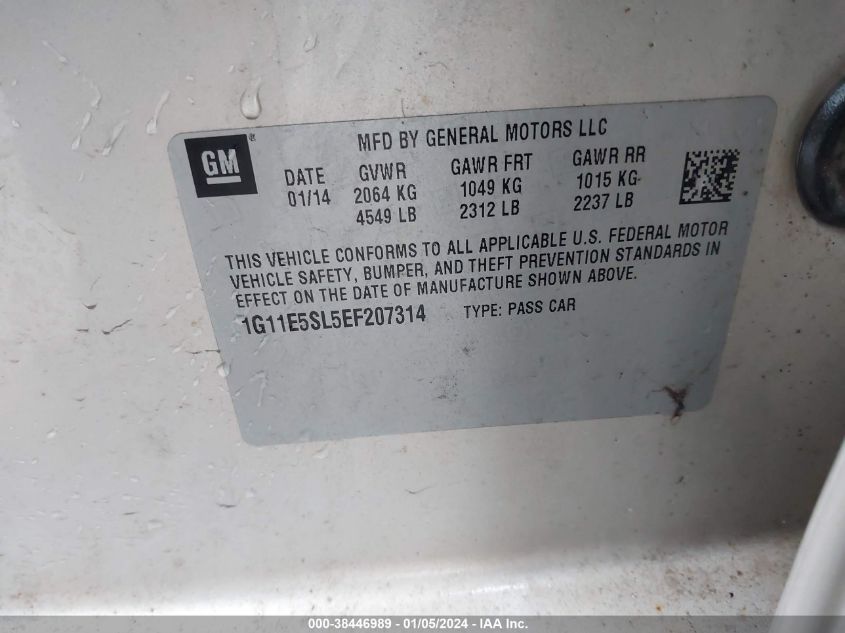 GM ®
MFD BY GENERAL MOTORS LLC
DATE GVWR GAWR FRT GAWR RR
01/14 2064 KG 1049 KG 1015 KG
4549 LB 2312 LB 2237 LB
THIS VEHICLE CONFORMS TO ALL APPLICABLE U.S. FEDERAL MOTOR
VEHICLE SAFETY, BUMPER, AND THEFT PREVENTION STANDARDS IN
EFFECT ON THE DATE OF MANUFACTURE SHOWN ABOVE.
1G11E5SL5EF207314 TYPE: PASS CAR
000-38446989 - 01/05/2024 - IAA Inc.